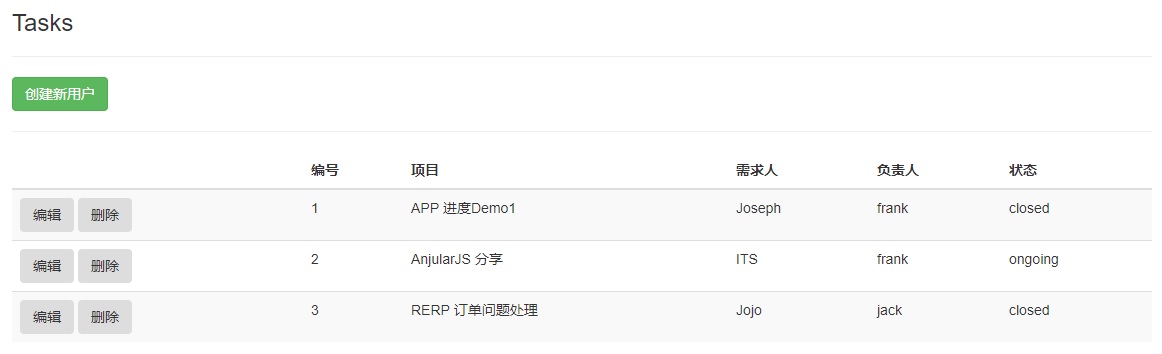 Tasks
创建新用户
编号 项目 需求人 负责人 状态
编辑 删除 1 APP 进度Demo1 Joseph frank closed
编辑 删除 2 AnjularJS 分享 ITS frank ongoing
编辑 删除 3 RERP 订单问题处理 Jojo jack closed